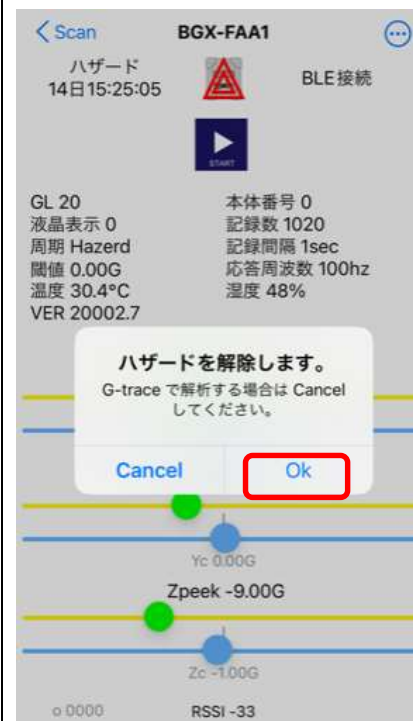 Scan
BGX-FAA1
ハザード
14日15:25:05
BLE接続
START
GL 20
液晶表示 0
周期 Hazerd
閾値 0.00G
温度 30.4°C
VER 20002.7
本体番号 0
記録数 1020
記録間隔 1sec
応答周波数 100hz
湿度 48%
ハザードを解除します。
G-trace で解析する場合は Cancel
してください。
Cancel
Ok
Yc 0.00G
Zpeek -9.00G
Zc -1.00G
o 0000
RSSI -33